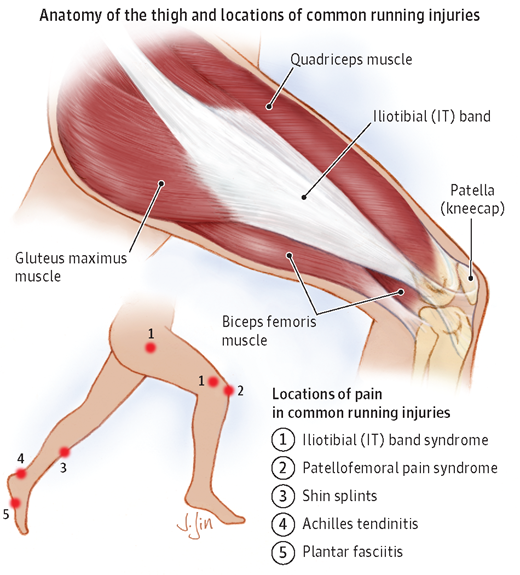 Anatomy of the thigh and locations of common running injuries
Quadriceps muscle
Iliotibial (IT) band
Patella
(kneecap)
Gluteus maximus
muscle
Biceps femoris
muscle
1
1
2
3
4
5
J.Jin
Locations of pain
in common running injuries
1 Iliotibial (IT) band syndrome
2 Patellofemoral pain syndrome
3 Shin splints
4 Achilles tendinitis
5 Plantar fasciitis